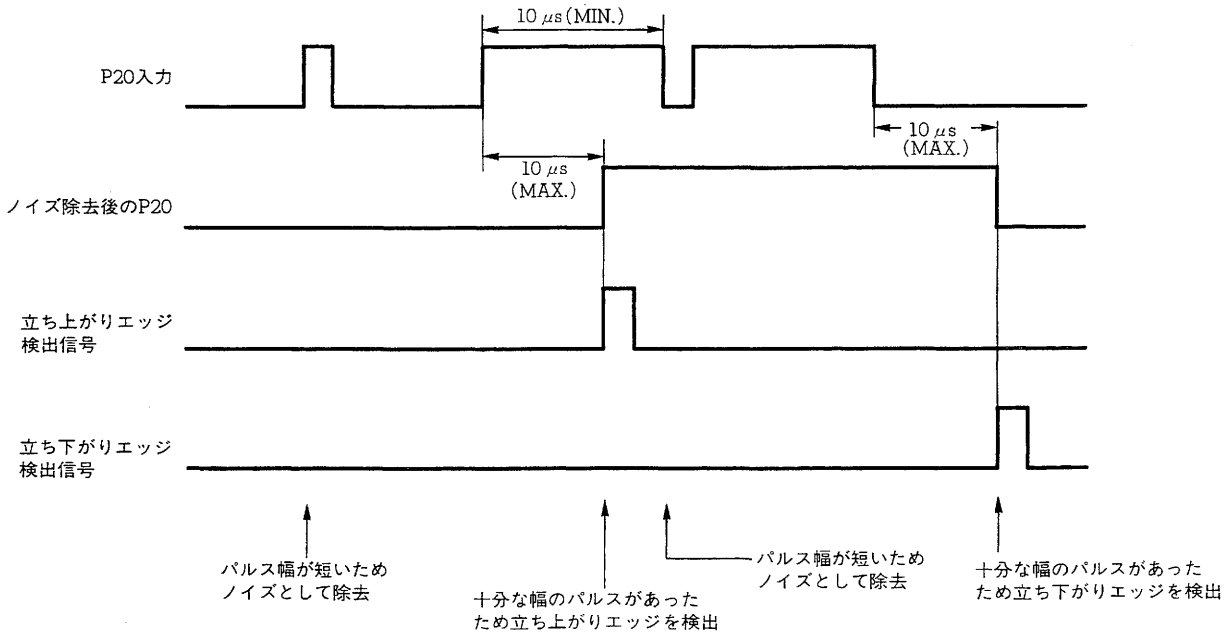 10 μs(MIN.)
P20入力
10 μs
(MAX.)
10 μs
(MAX.)
ノイズ除去後のP20
立ち上がりエッジ
検出信号
立ち下がりエッジ
検出信号
パルス幅が短いため
ノイズとして除去
十分な幅のパルスがあった
ため立ち上がりエッジを検出
パルス幅が短いため
ノイズとして除去
十分な幅のパルスがあった
ため立ち下がりエッジを検出